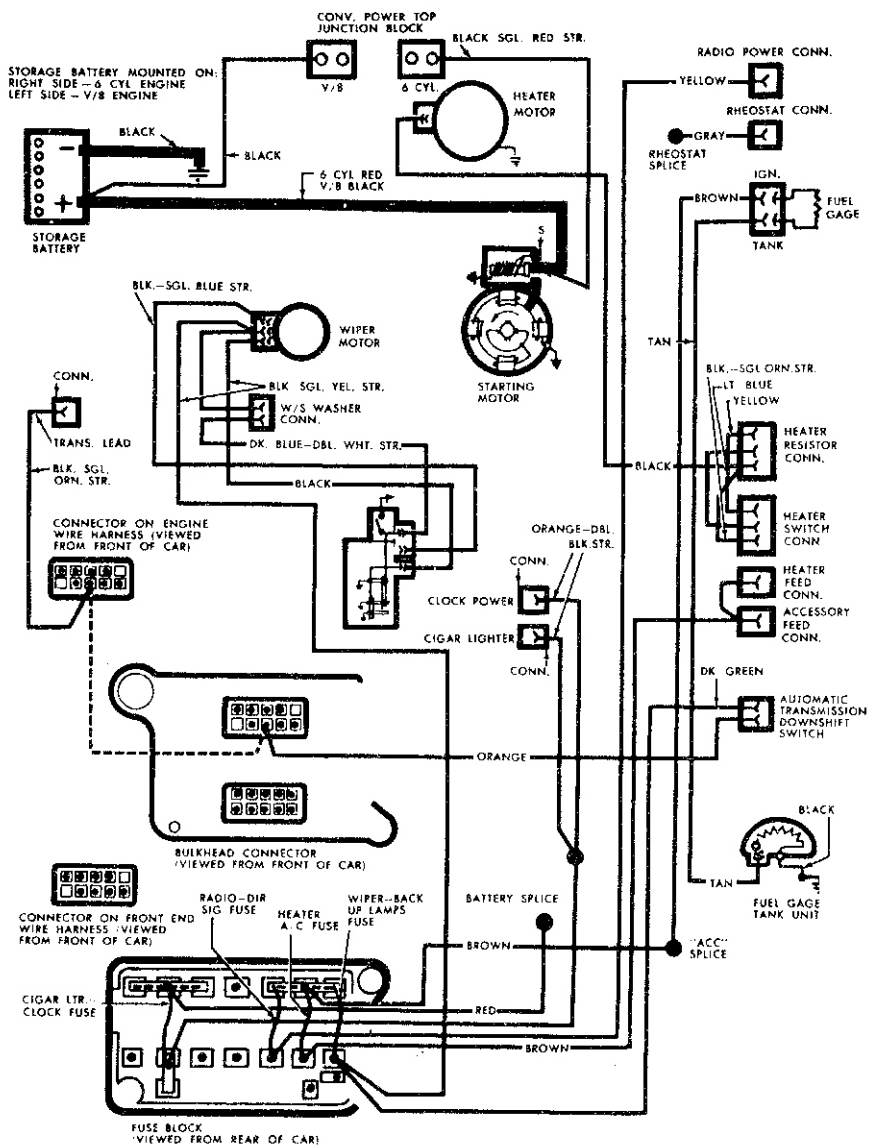 CONV. POWER TOP
JUNCTION BLOCK
BLACK SGL. RED STR.
V/8
6 CYL.
RADIO POWER CONN.
YELLOW
STORAGE BATTERY MOUNTED ON:
RIGHT SIDE – 6 CYL ENGINE
LEFT SIDE – V/8 ENGINE
HEATER
MOTOR
RHEOSTAT CONN.
GRAY
RHEOSTAT
SPLICE
BLACK
BLACK
6 CYL RED
V/8 BLACK
IGN.
BROWN
FUEL
GAGE
TANK
STORAGE
BATTERY
S
BLK.–SGL. BLUE STR.
WIPER
MOTOR
STARTING
MOTOR
TAN
CONN.
BLK SGL. YEL. STR.
W/S WASHER
CONN.
BLK.–SGL ORN. STR.
LT BLUE
YELLOW
HEATER
RESISTOR
CONN.
TRANS. LEAD
DK. BLUE–DBL. WHT. STR.
BLK. SGL.
ORN. STR.
BLACK
BLACK
HEATER
SWITCH
CONN.
CONNECTOR ON ENGINE
WIRE HARNESS (VIEWED
FROM FRONT OF CAR)
ORANGE–DBL.
BLK.STR.
CONN.
CLOCK POWER
HEATER
FEED
CONN.
CIGAR LIGHTER
CONN.
ACCESSORY
FEED
CONN.
DK GREEN
AUTOMATIC
TRANSMISSION
DOWNSHIFT
SWITCH
ORANGE
BLACK
BULKHEAD CONNECTOR
(VIEWED FROM FRONT OF CAR)
TAN
FUEL GAGE
TANK UNIT
CONNECTOR ON FRONT END
WIRE HARNESS (VIEWED
FROM FRONT OF CAR)
RADIO–DIR
SIG FUSE
HEATER
A/C FUSE
WIPER–BACK
UP LAMPS
FUSE
BATTERY SPLICE
BROWN
"ACC"
SPLICE
CIGAR LTR.–
CLOCK FUSE
RED
BROWN
FUSE BLOCK
(VIEWED FROM REAR OF CAR)